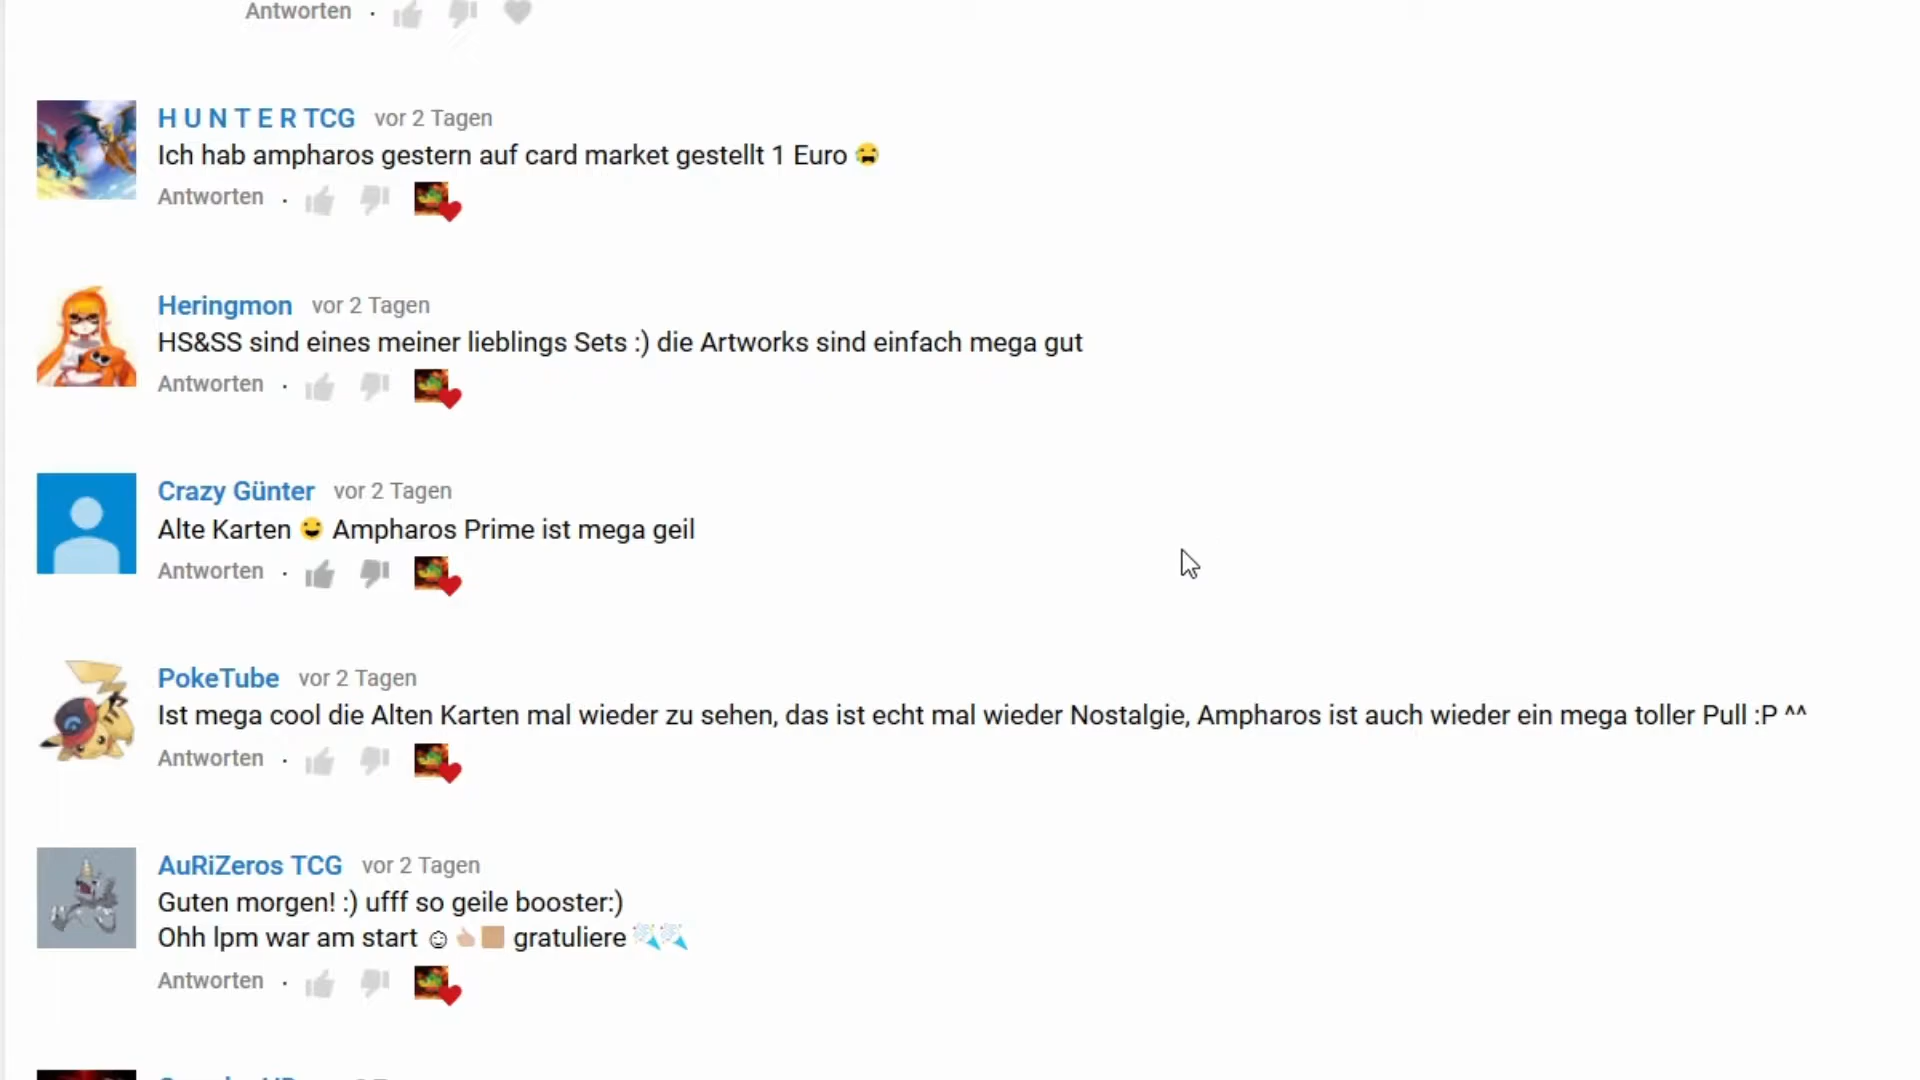 Antworten ·
H U N T E R TCG vor 2 Tagen
Ich hab ampharos gestern auf card market gestellt 1 Euro 😭
Antworten ·
Heringmon vor 2 Tagen
HS&SS sind eines meiner lieblings Sets :) die Artworks sind einfach mega gut
Antworten ·
Crazy Günter vor 2 Tagen
Alte Karten 😀 Ampharos Prime ist mega geil
Antworten ·
PokeTube vor 2 Tagen
Ist mega cool die Alten Karten mal wieder zu sehen, das ist echt mal wieder Nostalgie, Ampharos ist auch wieder ein mega toller Pull :P ^^
Antworten ·
AuRiZeros TCG vor 2 Tagen
Guten morgen! :) ufff so geile booster:)
Ohh lpm war am start ☺👍🏽 gratuliere 🎉🎉
Antworten ·